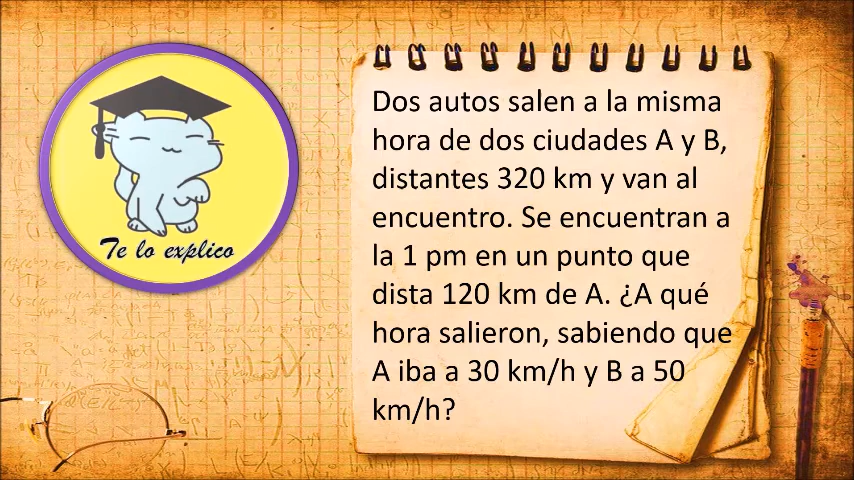 Te lo explico
Dos autos salen a la misma
hora de dos ciudades A y B,
distantes 320 km y van al
encuentro. Se encuentran a
la 1 pm en un punto que
dista 120 km de A. ¿A qué
hora salieron, sabiendo que
A iba a 30 km/h y B a 50
km/h?